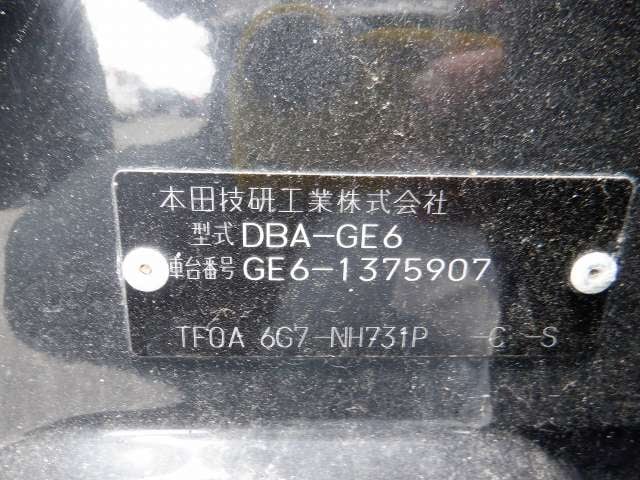 本田技研工業株式会社
型式 DBA-GE6
車台番号 GE6-1375907
TF0A 6G7-NH731P -C -S